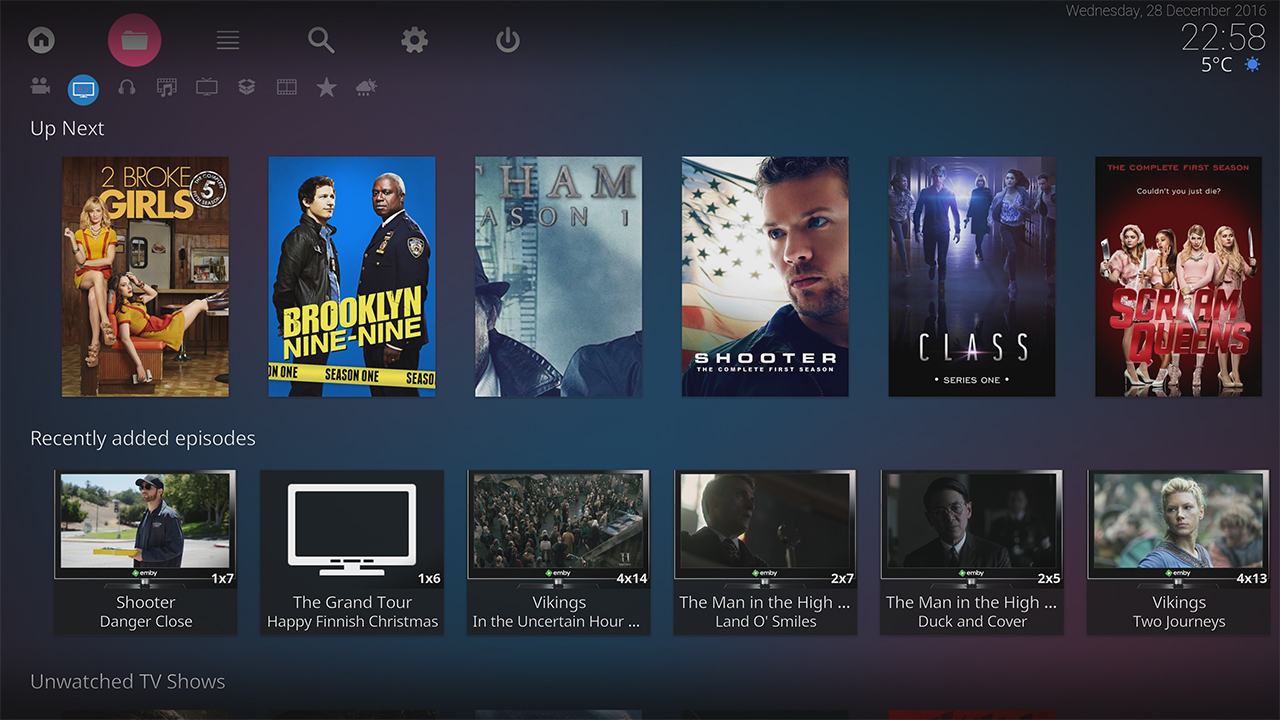 Wednesday, 28 December 2016
22:58
5°C
Up Next
2 BROKE
GIRLS
THE COMPLETE
5
SEASON
BROOKLYN
NINE-NINE
ON ONE SEASON ONE SEASO
THAM
ASON 1
SHOOTER
THE COMPLETE FIRST SEASON
CLASS
• SERIES ONE •
THE COMPLETE FIRST SEASON
Couldn't you just die?
SCREAM
QUEENS
Recently added episodes
emby
1x7
Shooter
Danger Close
1x6
The Grand Tour
Happy Finnish Christmas
H
emby
4x14
Vikings
In the Uncertain Hour ...
emby
2x7
The Man in the High ...
Land O' Smiles
emby
2x5
The Man in the High ...
Duck and Cover
emby
4x13
Vikings
Two Journeys
Unwatched TV Shows